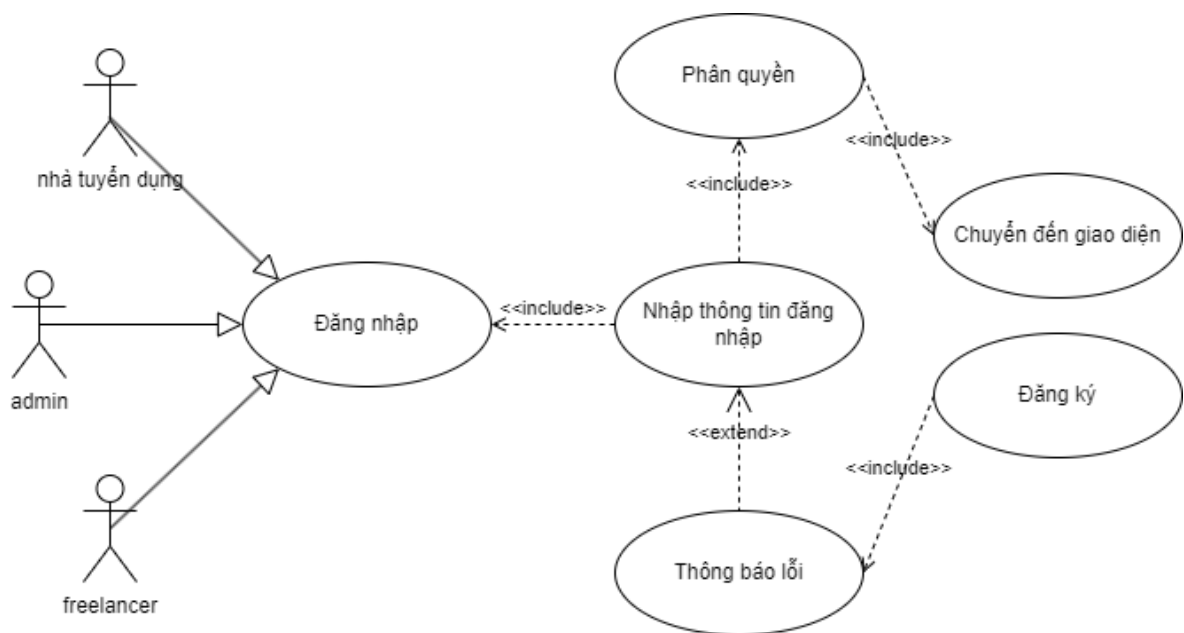 Phân quyền
<<include>>
nhà tuyển dụng
<<include>>
Chuyển đến giao diện
<<include>>
Đăng nhập
Nhập thông tin đăng
nhập
admin
Đăng ký
<<extend>>
<<include>>
Thông báo lỗi
freelancer